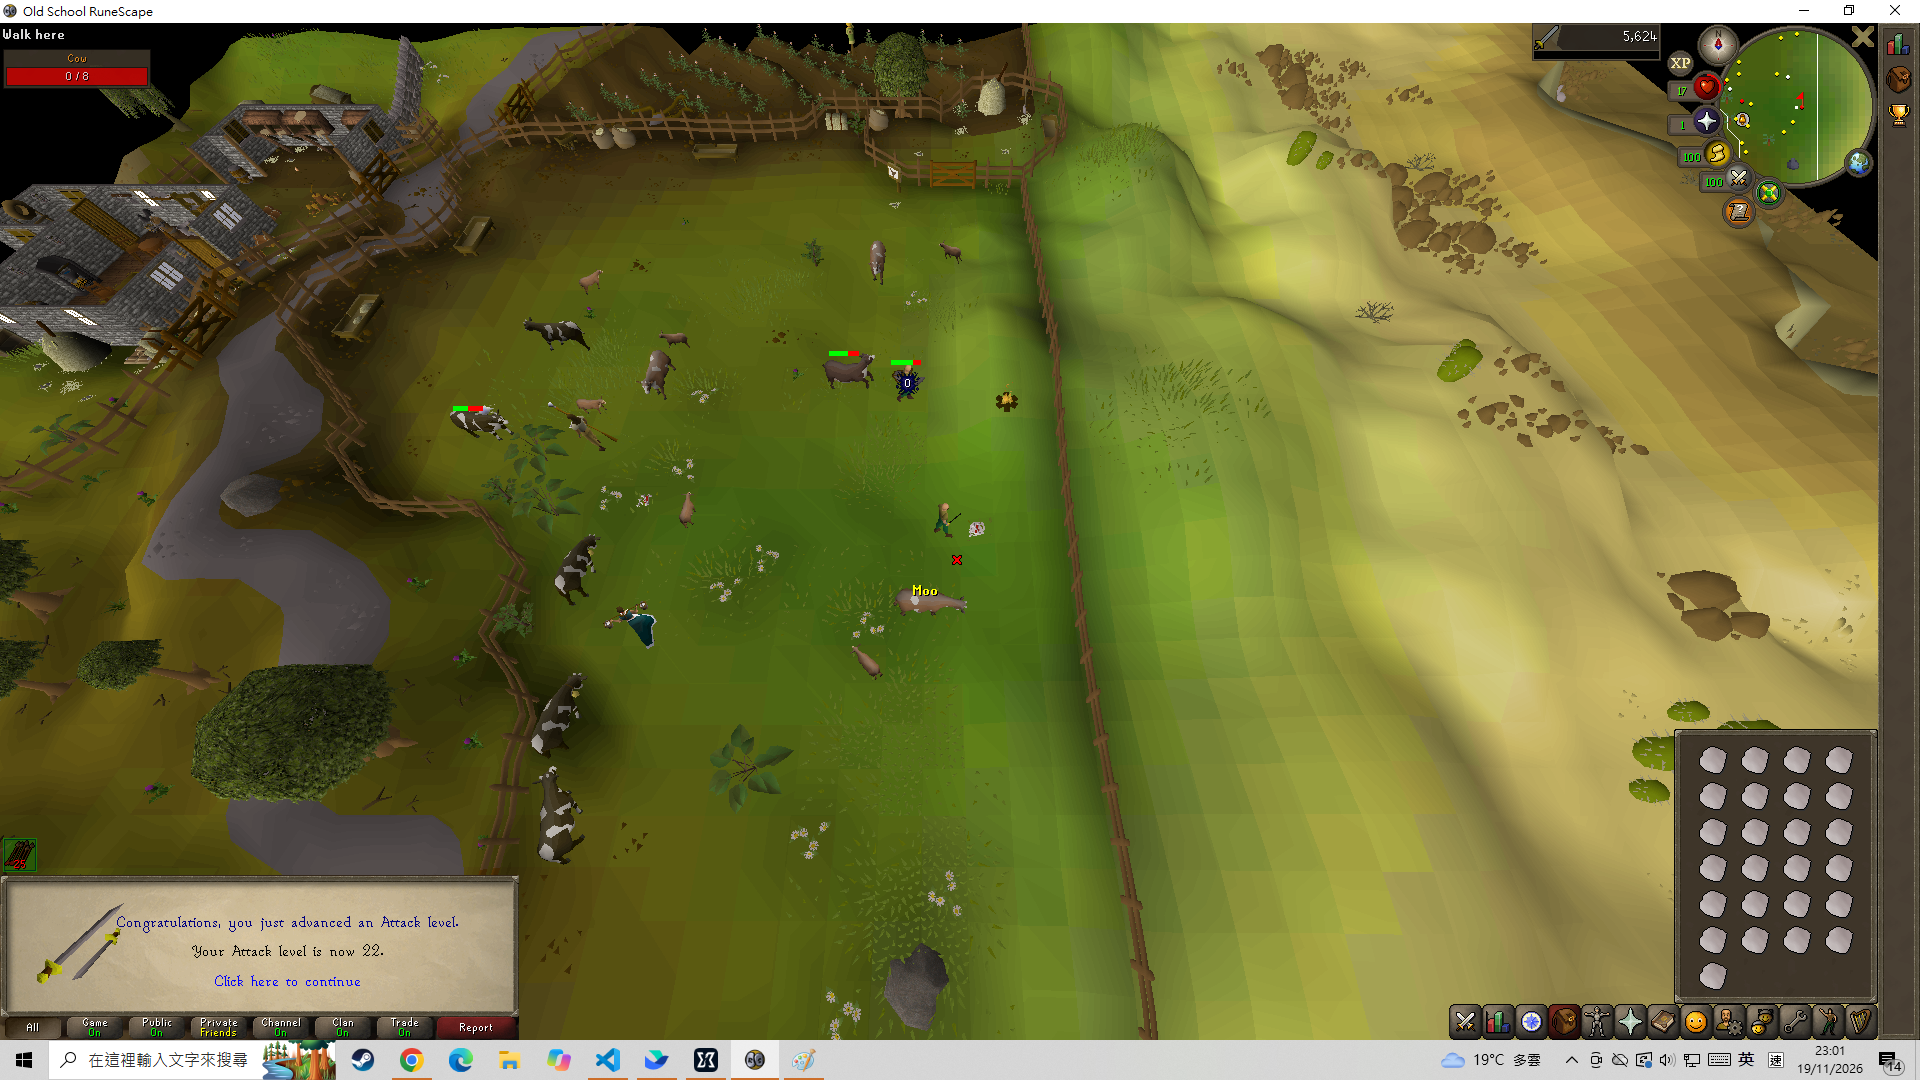 Old School RuneScape
Walk here
Cow
0 / 8
5,624
N
XP
17
1
100
100
0
Moo
25
Congratulations, you just advanced an Attack level.
Your Attack level is now 22.
Click here to continue
All
Game
On
Public
On
Private
Friends
Channel
On
Clan
On
Trade
On
Report
在這裡輸入文字來搜尋
19°C 多雲
英
速
23:01
19/11/2026
14